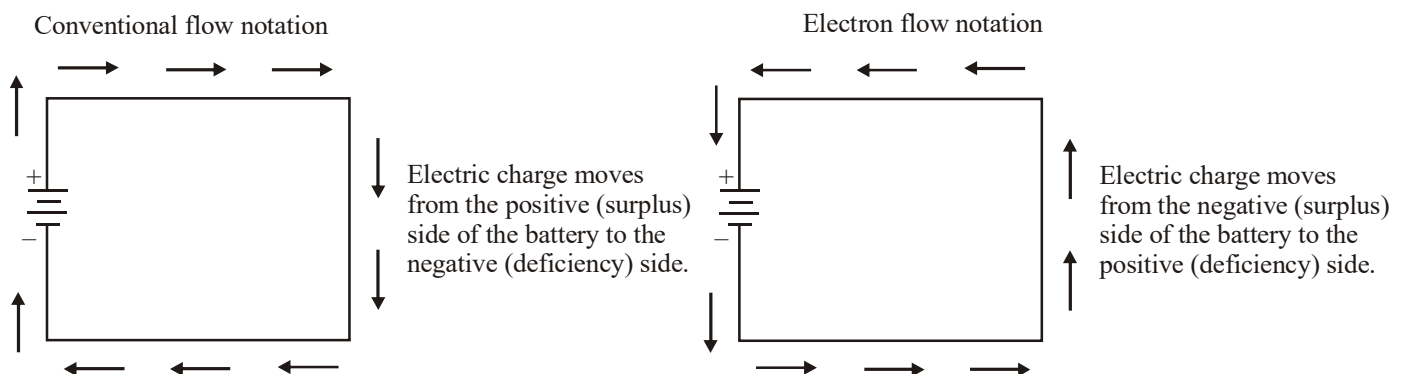 Conventional flow notation
+
–
Electric charge moves
from the positive (surplus)
side of the battery to the
negative (deficiency) side.
Electron flow notation
+
–
Electric charge moves
from the negative (surplus)
side of the battery to the
positive (deficiency) side.